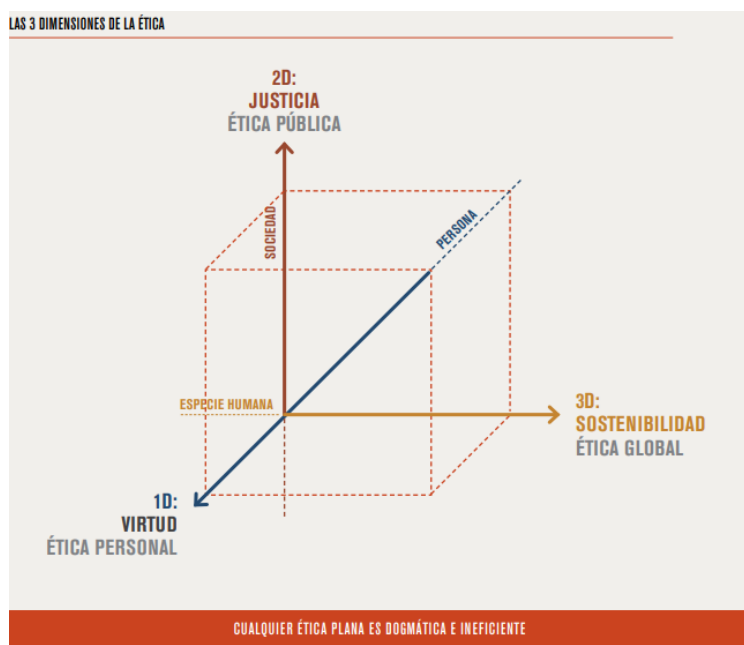 LAS 3 DIMENSIONES DE LA ÉTICA
2D:
JUSTICIA
ÉTICA PÚBLICA
SOCIEDAD
PERSONA
ESPECIE HUMANA
3D:
SOSTENIBILIDAD
ÉTICA GLOBAL
1D:
VIRTUD
ÉTICA PERSONAL
CUALQUIER ÉTICA PLANA ES DOGMÁTICA E INEFICIENTE